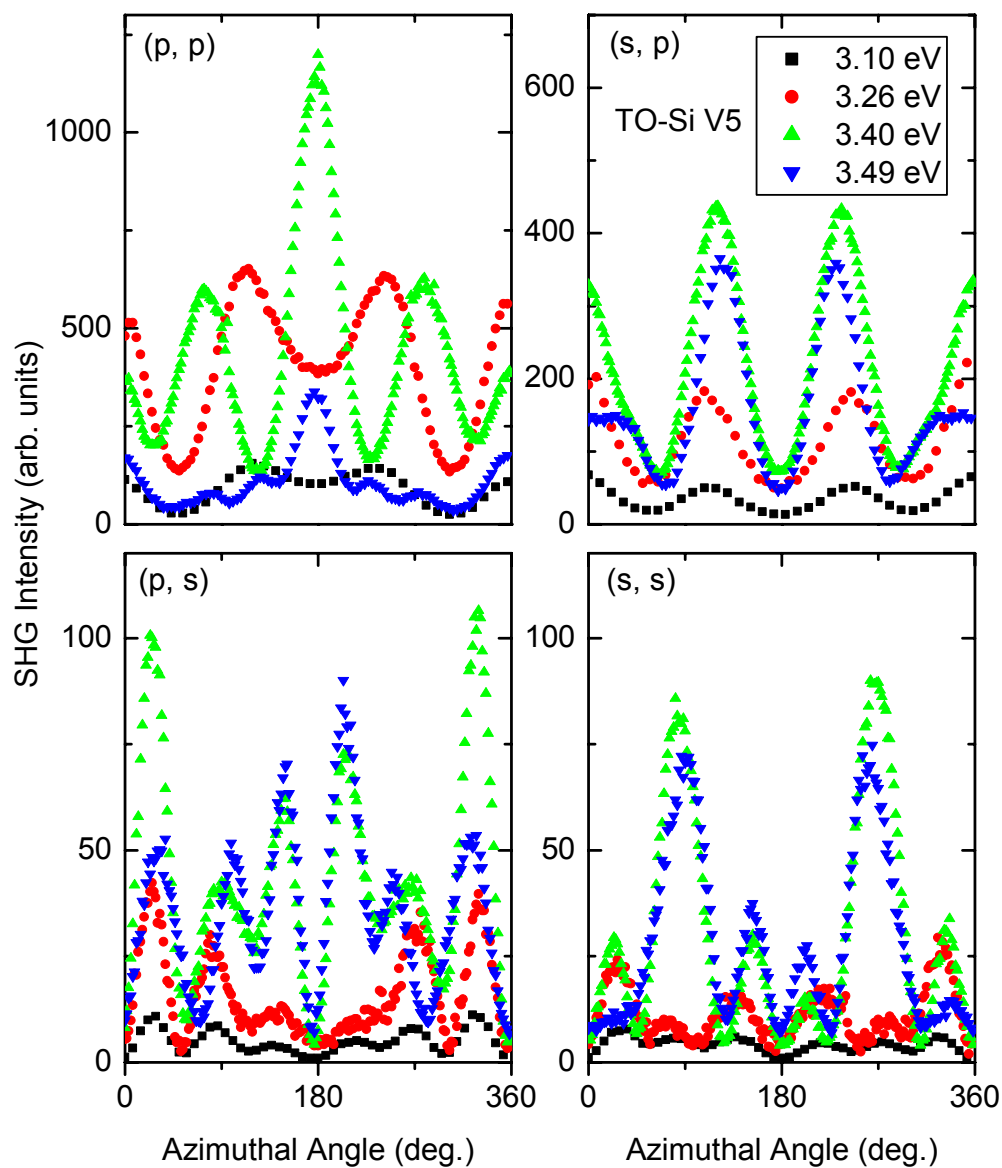 (p, p)
1000
500
0
(s, p)
600
400
200
0
TO-Si V5
3.10 eV
3.26 eV
3.40 eV
3.49 eV
SHG Intensity (arb. units)
(p, s)
100
50
0
0
180
360
(s, s)
100
50
0
0
180
360
Azimuthal Angle (deg.)
Azimuthal Angle (deg.)